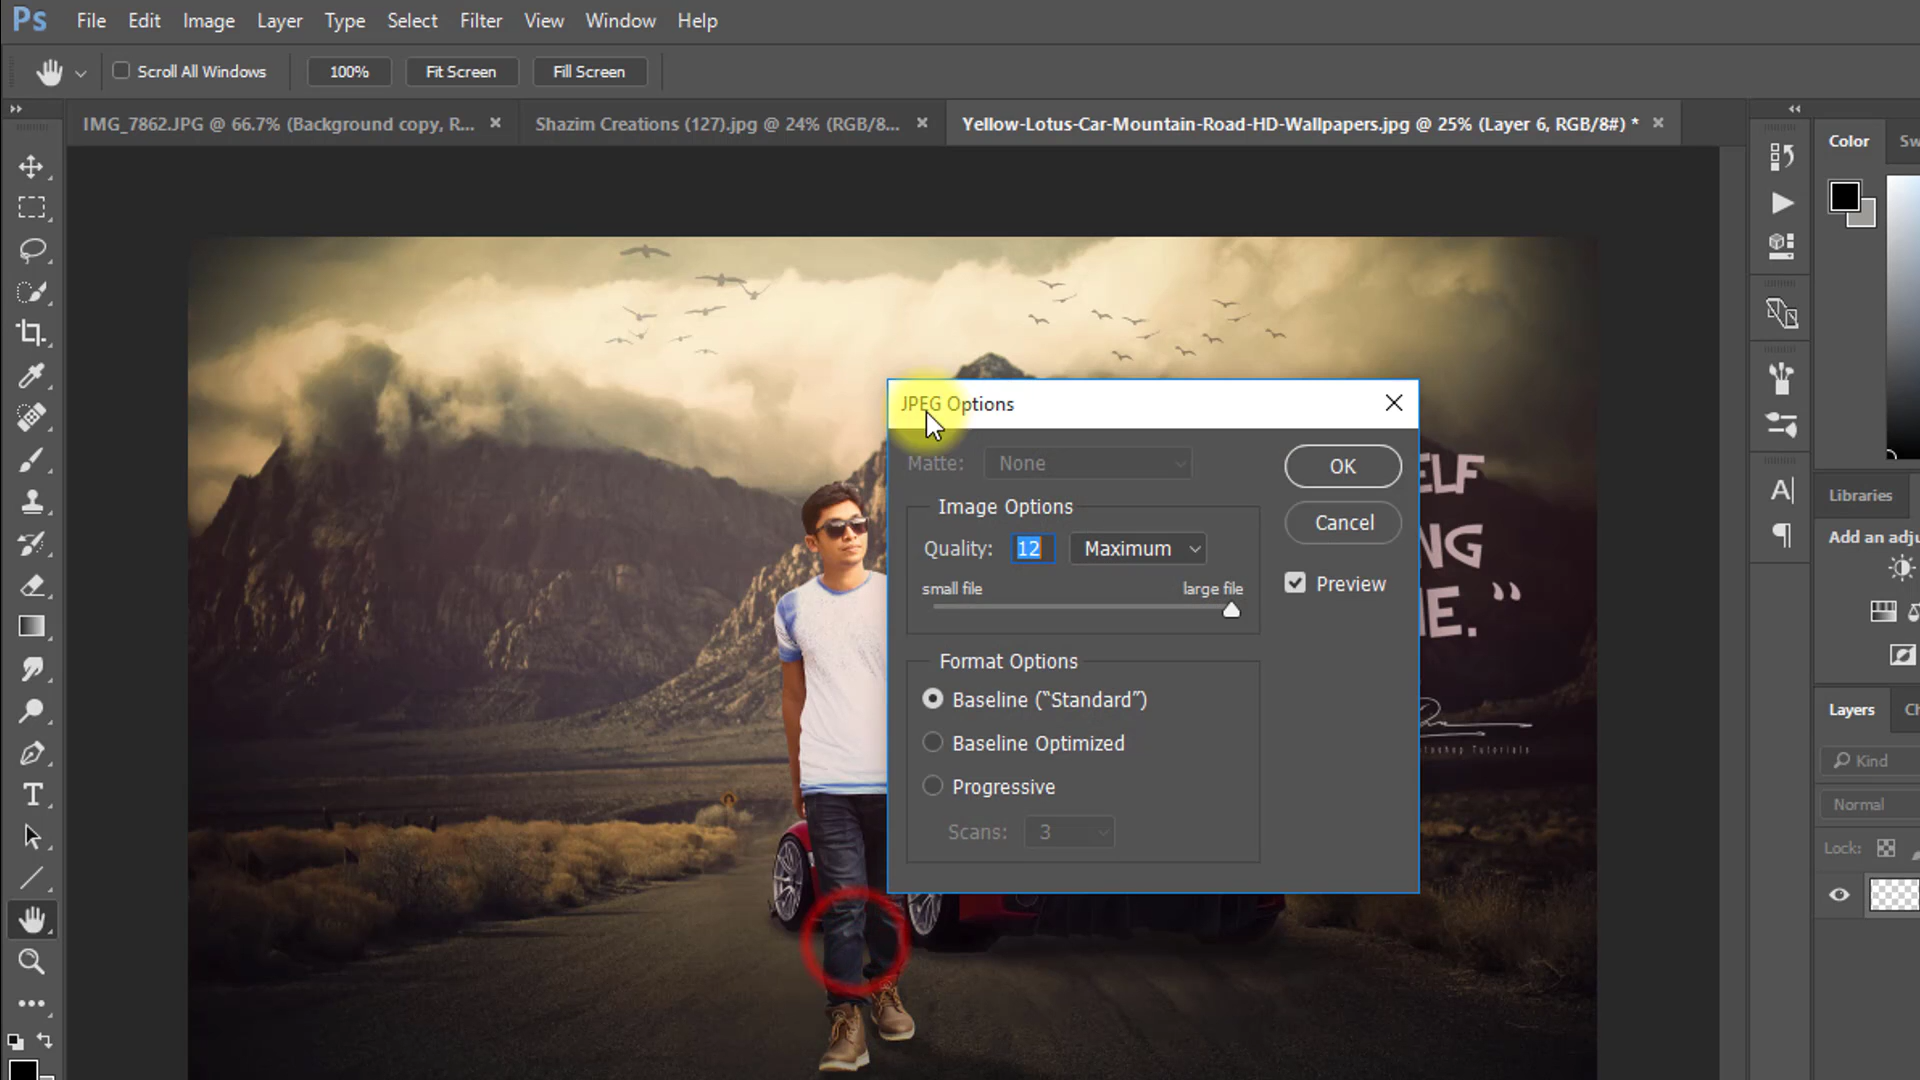 Ps File Edit Image Layer Type Select Filter View Window Help
Scroll All Windows 100% Fit Screen Fill Screen
IMG_7862.JPG @ 66.7% (Background copy, R... × Shazim Creations (127).jpg @ 24% (RGB/8... × Yellow-Lotus-Car-Mountain-Road-HD-Wallpapers.jpg @ 25% (Layer 6, RGB/8#) * ×
Color Sw
JPEG Options
Matte: None
OK
Image Options
Cancel
Quality: 12 Maximum
small file large file
Preview
Format Options
Baseline (“Standard”)
Baseline Optimized
Progressive
Scans: 3
ELF
NG
E.”
Libraries
Add an adju
Layers Ch
Kind
Normal
Lock: